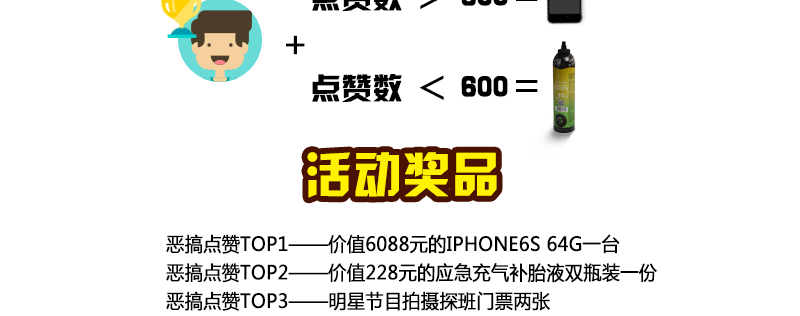 点赞数 > 600=
+
点赞数 < 600=
活动奖品
恶搞点赞TOP1——价值6088元的IPHONE6S 64G一台
恶搞点赞TOP2——价值228元的应急充气补胎液双瓶装一份
恶搞点赞TOP3——明星节目拍摄探班门票两张